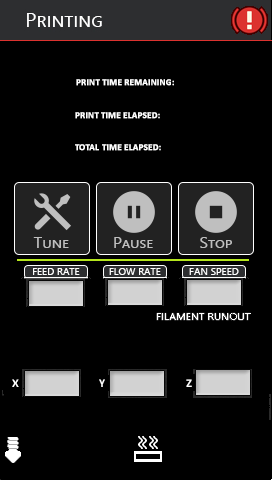 PRINTING
PRINT TIME REMAINING:
PRINT TIME ELAPSED:
TOTAL TIME ELAPSED:
TUNE PAUSE STOP
FEED RATE FLOW RATE FAN SPEED
FILAMENT RUNOUT
X Y Z